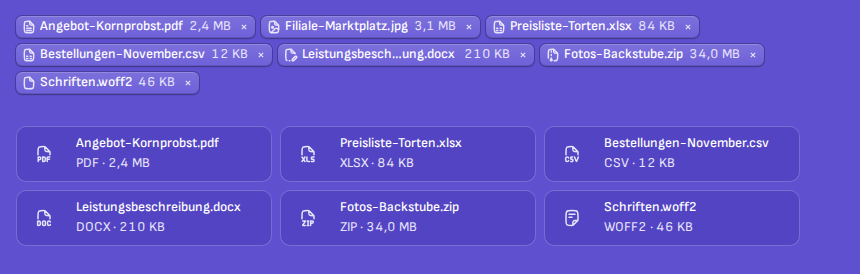 Angebot-Kornprobst.pdf 2,4 MB × Filiale-Marktplatz.jpg 3,1 MB × Preisliste-Torten.xlsx 84 KB ×
Bestellungen-November.csv 12 KB × Leistungsbesch...ung.docx 210 KB × Fotos-Backstube.zip 34,0 MB ×
Schriften.woff2 46 KB ×
Angebot-Kornprobst.pdf Preisliste-Torten.xlsx Bestellungen-November.csv
PDF PDF · 2,4 MB XLS XLSX · 84 KB CSV CSV · 12 KB
Leistungsbeschreibung.docx Fotos-Backstube.zip Schriften.woff2
DOC DOCX · 210 KB ZIP ZIP · 34,0 MB WOFF2 · 46 KB